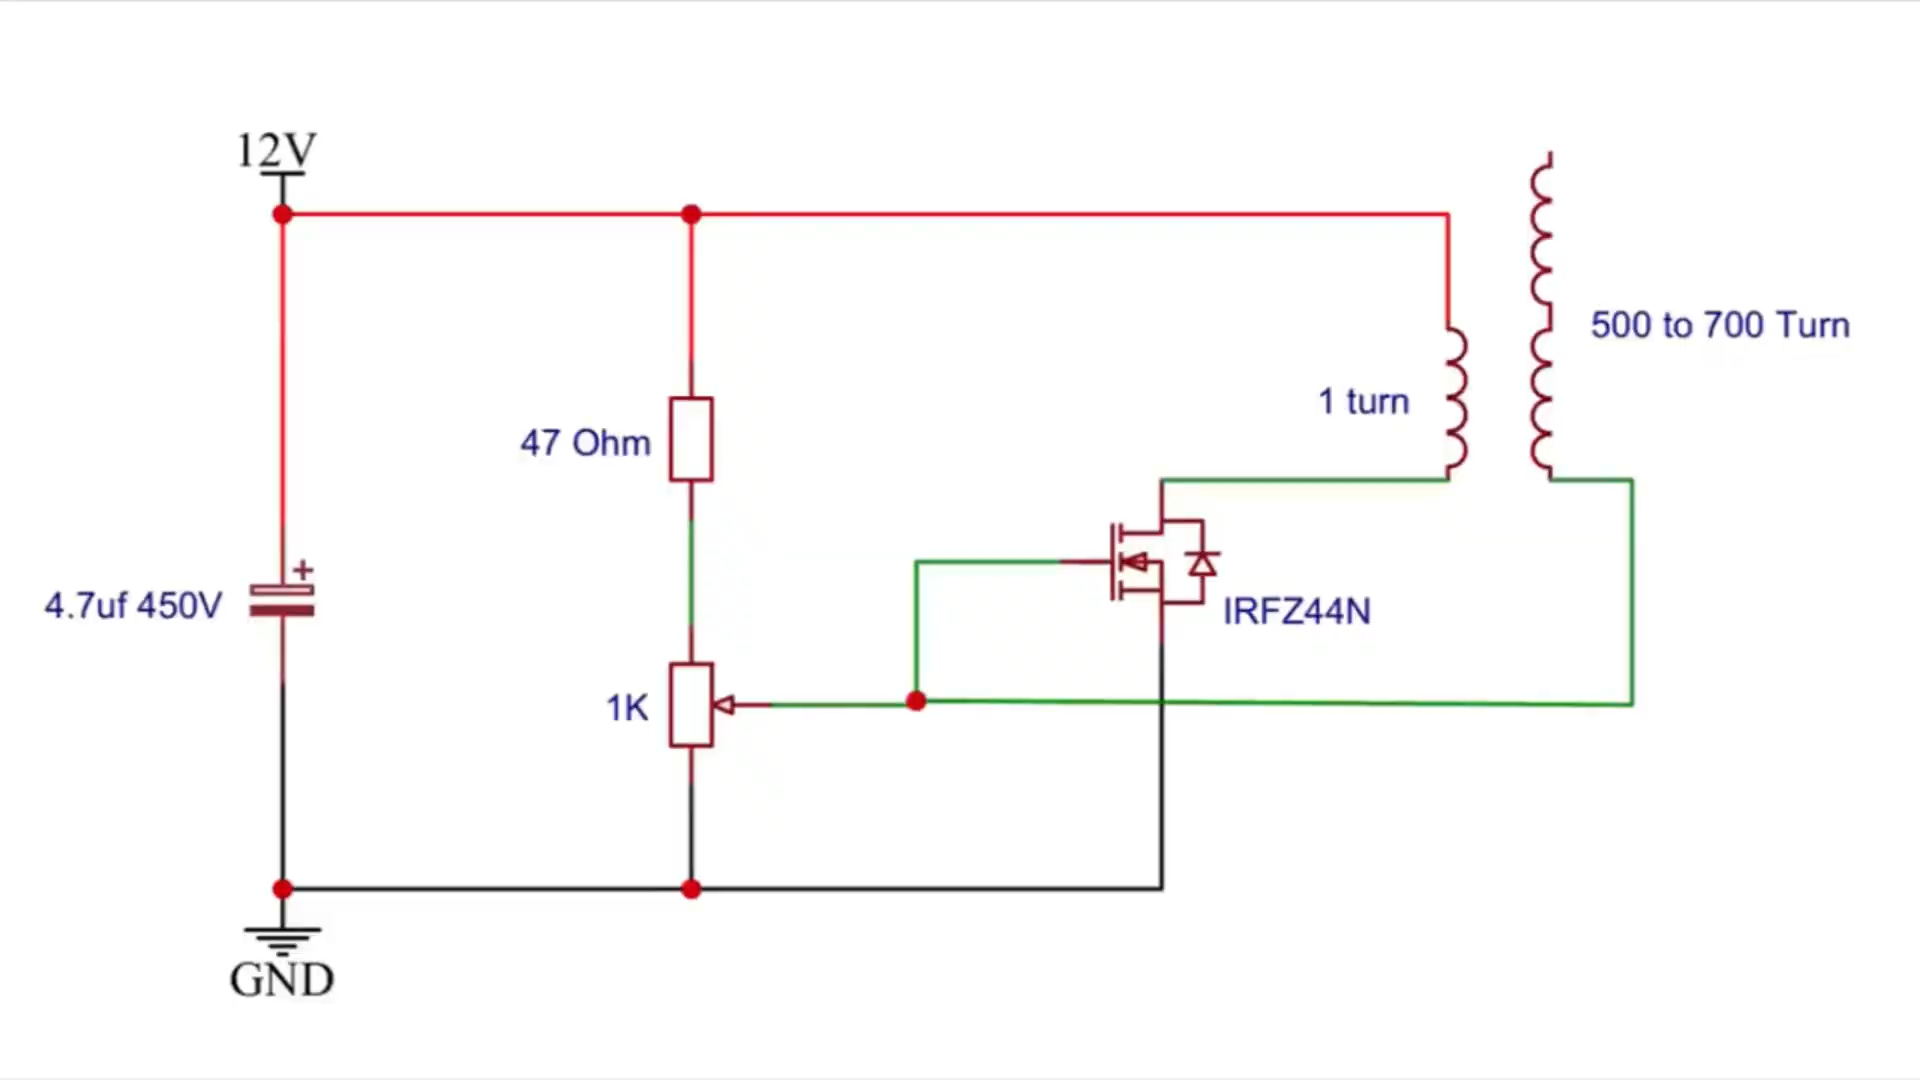 12V
500 to 700 Turn
1 turn
47 Ohm
+
4.7uf 450V
IRFZ44N
1K
GND